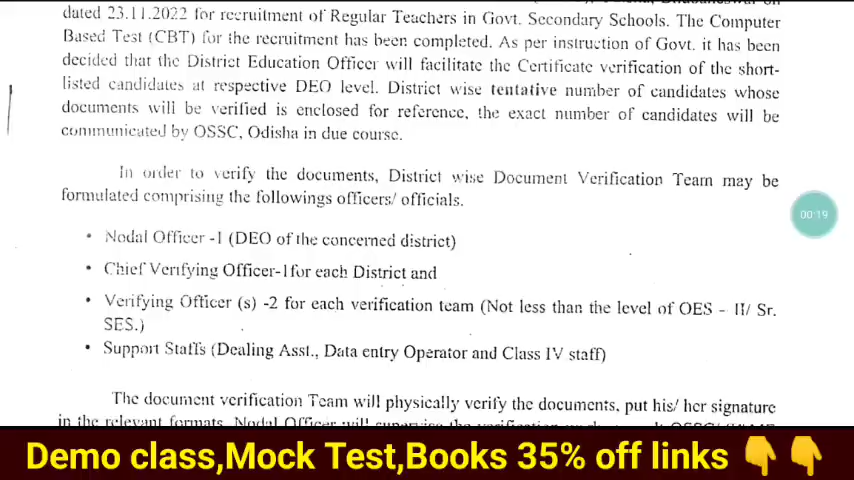 dated 23.11.2022 for recruitment of Regular Teachers in Govt. Secondary Schools. The Computer
Based Test (CBT) for the recruitment has been completed. As per instruction of Govt. it has been
decided that the District Education Officer will facilitate the Certificate verification of the short-
listed candidates at respective DEO level. District wise tentative number of candidates whose
documents will be verified is enclosed for reference, the exact number of candidates will be
communicated by OSSC, Odisha in due course.
In order to verify the documents, District wise Document Verification Team may be
formulated comprising the followings officers/ officials.
00:19
• Nodal Officer -1 (DEO of the concerned district)
• Chief Verifying Officer-1for each District and
• Verifying Officer (s) -2 for each verification team (Not less than the level of OES - II/ Sr.
SES.)
• Support Staffs (Dealing Asst., Data entry Operator and Class IV staff)
The document verification Team will physically verify the documents, put his/ her signature
in the relevant formats. Nodal Officer will
Demo class,Mock Test,Books 35% off links 👇👇